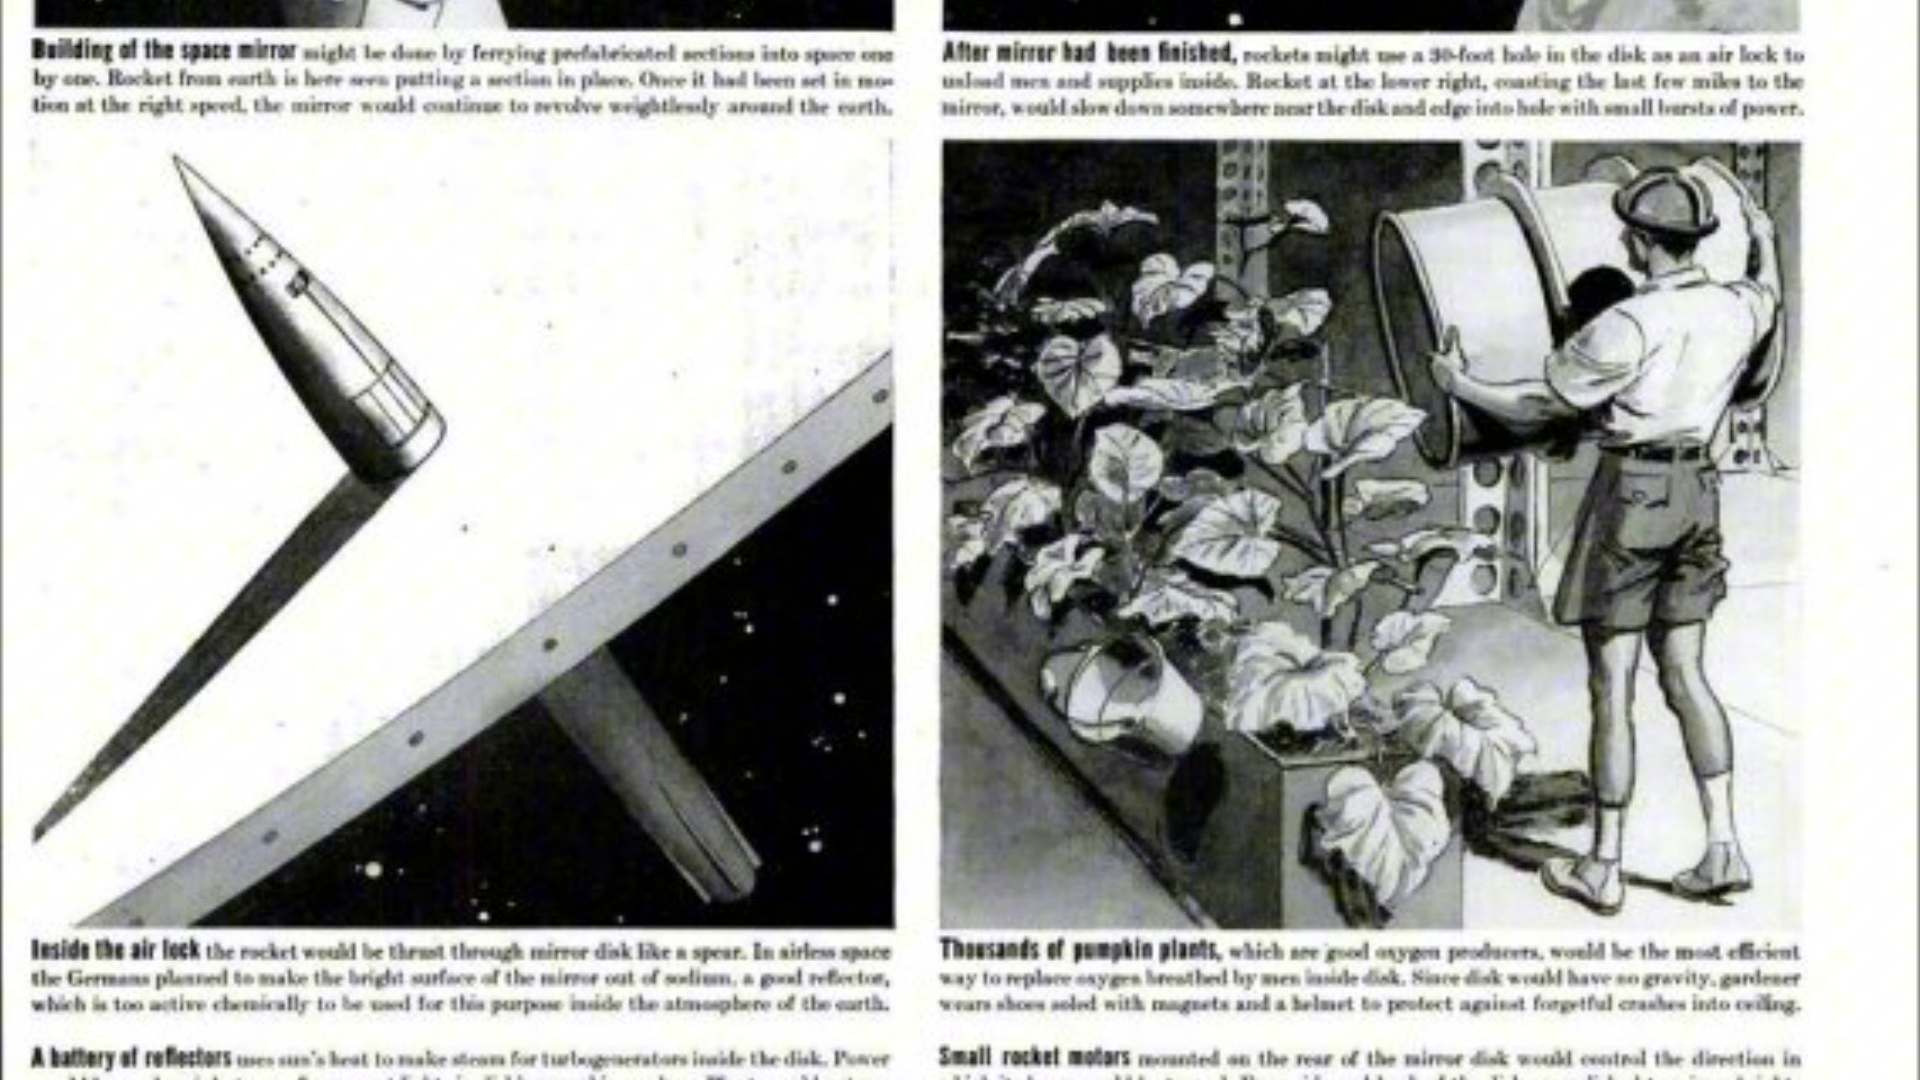 Building of the space mirror might be done by ferrying prefabricated sections into space one
by one. Rocket from earth is here seen putting a section in place. Once it had been set in mo-
tion at the right speed, the mirror would continue to revolve weightlessly around the earth.
After mirror had been finished, rockets might use a 30-foot hole in the disk as an air lock to
unload men and supplies inside. Rocket at the lower right, coasting the last few miles to the
mirror, would slow down somewhere near the disk and edge into hole with small bursts of power.
Inside the air lock the rocket would be thrust through mirror disk like a spear. In airless space
the Germans planned to make the bright surface of the mirror out of sodium, a good reflector,
which is too active chemically to be used for this purpose inside the atmosphere of the earth.
Thousands of pumpkin plants, which are good oxygen producers, would be the most efficient
way to replace oxygen breathed by men inside disk. Since disk would have no gravity, gardener
wears shoes soled with magnets and a helmet to protect against forgetful crashes into ceiling.
A battery of reflectors uses sun's heat to make steam for turbogenerators inside the disk. Power
Small rocket motors mounted on the rear of the mirror disk would control the direction in